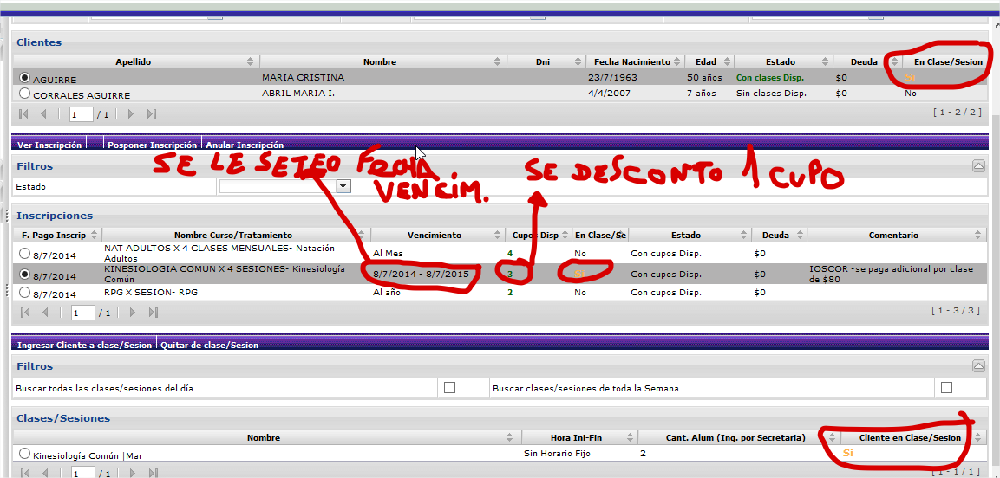 Clientes
Apellido Nombre Dni Fecha Nacimiento Edad Estado Deuda En Clase/Sesion
AGUIRRE MARIA CRISTINA 23/7/1963 50 años Con clases Disp. $0 Si
CORRALES AGUIRRE ABRIL MARIA I. 4/4/2007 7 años Sin clases Disp. $0 No
1 / 1 [ 1 - 2 / 2 ]
Ver Inscripción Posponer Inscripción Anular Inscripción
SE LE SETEO FECHA VENCIM.
SE DESCONTO 1 CUPO
Filtros
Estado
Inscripciones
F. Pago Inscrip Nombre Curso/Tratamiento Vencimiento Cupos Disp En Clase/Se Estado Deuda Comentario
8/7/2014 NAT ADULTOS X 4 CLASES MENSUALES- Natación Adultos Al Mes 4 No Con cupos Disp. $0
8/7/2014 KINESIOLOGIA COMUN X 4 SESIONES- Kinesiología Común 8/7/2014 - 8/7/2015 3 Si Con cupos Disp. $0 IOSCOR -se paga adicional por clase de $80
8/7/2014 RPG X SESION- RPG Al año 2 No Con cupos Disp. $0
1 / 1 [ 1 - 3 / 3 ]
Ingresar Cliente a clase/Sesion Quitar de clase/Sesion
Filtros
Buscar todas las clases/sesiones del día Buscar clases/sesiones de toda la Semana
Clases/Sesiones
Nombre Hora Ini-Fin Cant. Alum (Ing. por Secretaria) Cliente en Clase/Sesion
Kinesiología Común |Mar Sin Horario Fijo 2 Si
1 / 1 [ 1 - 1 / 1 ]